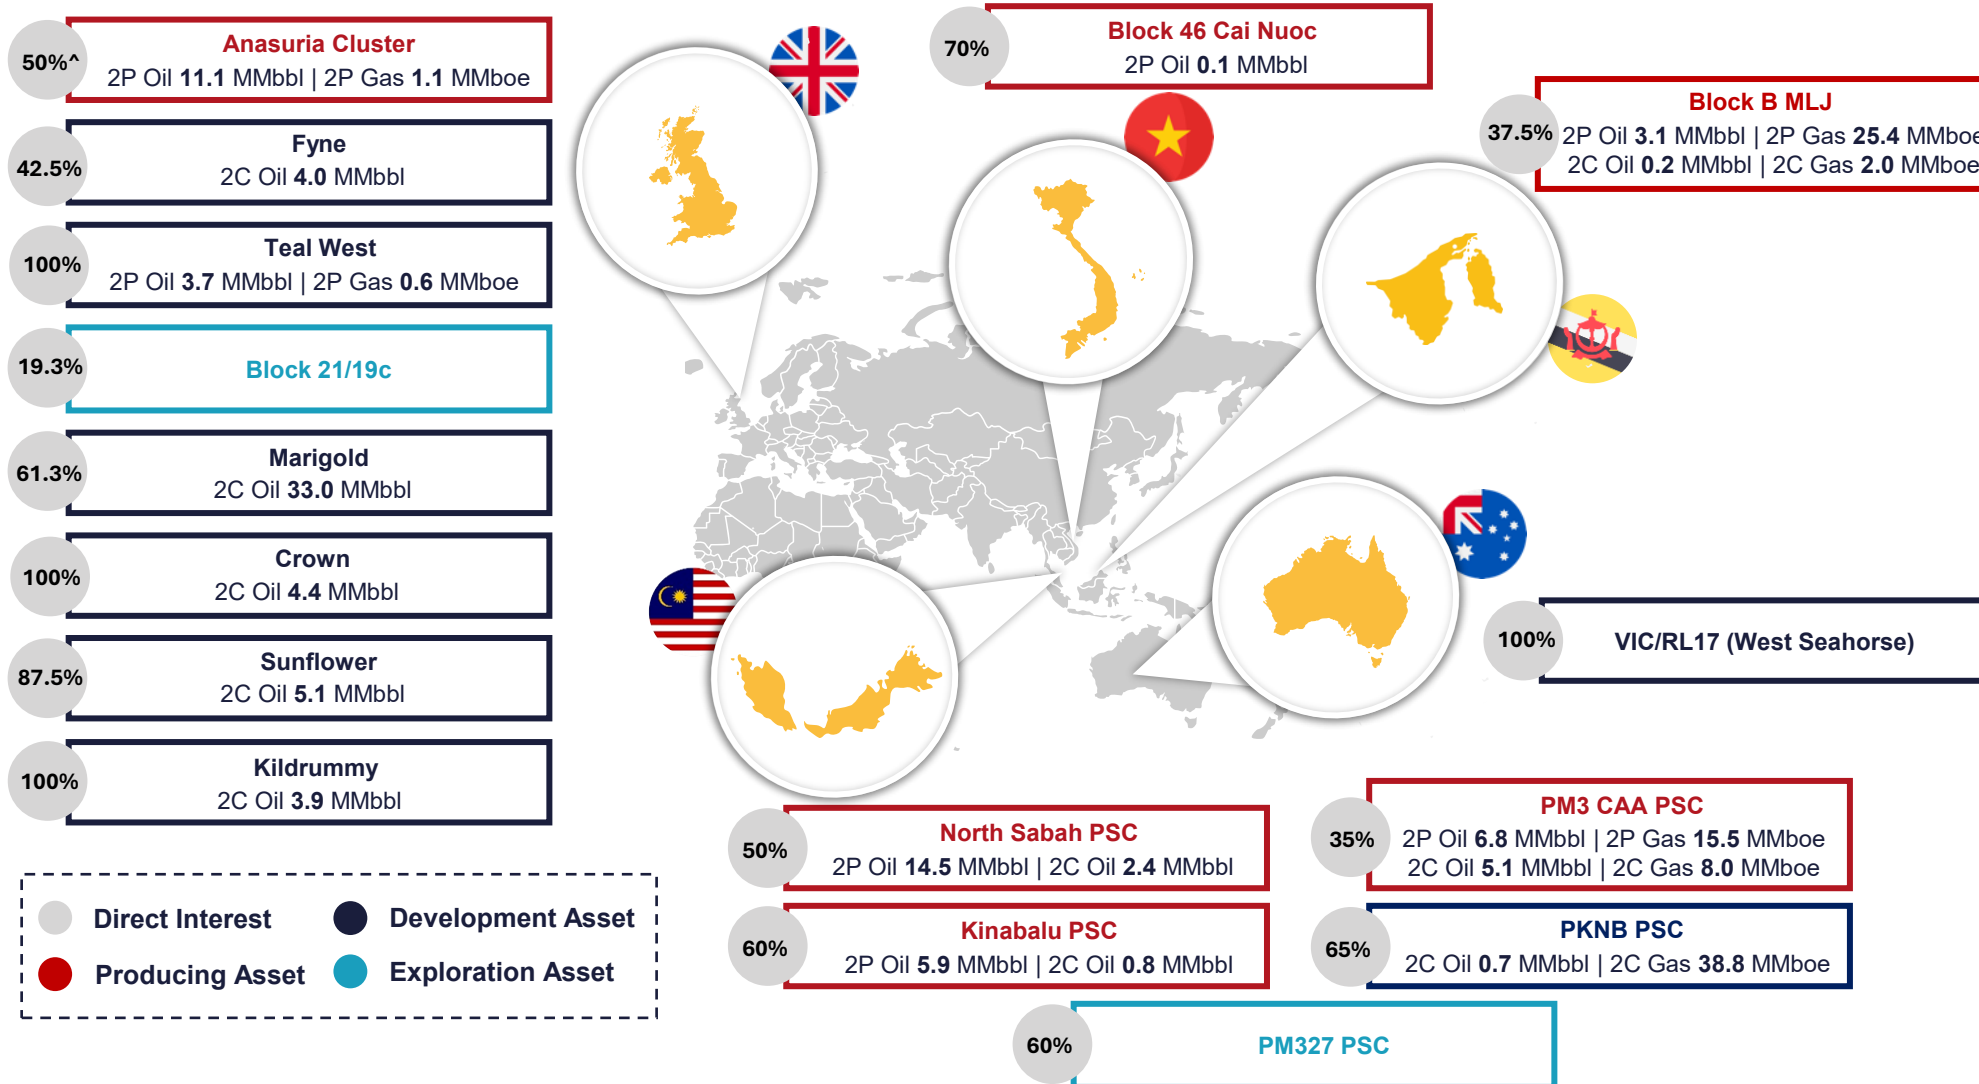 50%^
Anasuria Cluster
2P Oil 11.1 MMbbl | 2P Gas 1.1 MMboe
42.5%
Fyne
2C Oil 4.0 MMbbl
100%
Teal West
2P Oil 3.7 MMbbl | 2P Gas 0.6 MMboe
19.3%
Block 21/19c
61.3%
Marigold
2C Oil 33.0 MMbbl
100%
Crown
2C Oil 4.4 MMbbl
87.5%
Sunflower
2C Oil 5.1 MMbbl
100%
Kildrummy
2C Oil 3.9 MMbbl
70%
Block 46 Cai Nuoc
2P Oil 0.1 MMbbl
37.5%
Block B MLJ
2P Oil 3.1 MMbbl | 2P Gas 25.4 MMboe
2C Oil 0.2 MMbbl | 2C Gas 2.0 MMboe
100%
VIC/RL17 (West Seahorse)
50%
North Sabah PSC
2P Oil 14.5 MMbbl | 2C Oil 2.4 MMbbl
35%
PM3 CAA PSC
2P Oil 6.8 MMbbl | 2P Gas 15.5 MMboe
2C Oil 5.1 MMbbl | 2C Gas 8.0 MMboe
60%
Kinabalu PSC
2P Oil 5.9 MMbbl | 2C Oil 0.8 MMbbl
65%
PKNB PSC
2C Oil 0.7 MMbbl | 2C Gas 38.8 MMboe
60%
PM327 PSC
Direct Interest
Development Asset
Producing Asset
Exploration Asset